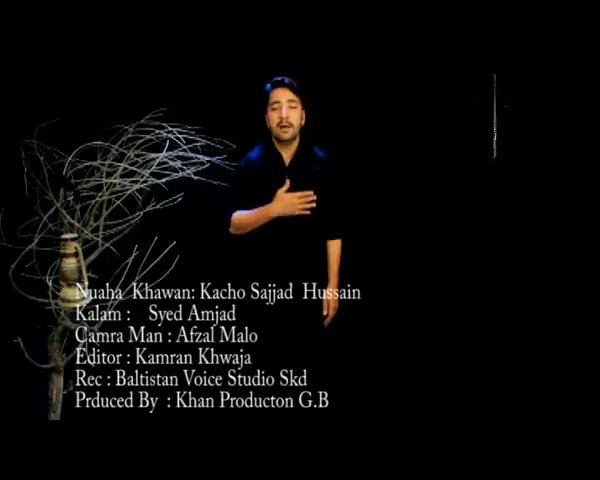 Nuaha Khawan: Kacho Sajjad Hussain
Kalam : Syed Amjad
Camra Man : Afzal Malo
Editor : Kamran Khwaja
Rec : Baltistan Voice Studio Skd
Prduced By : Khan Producton G.B